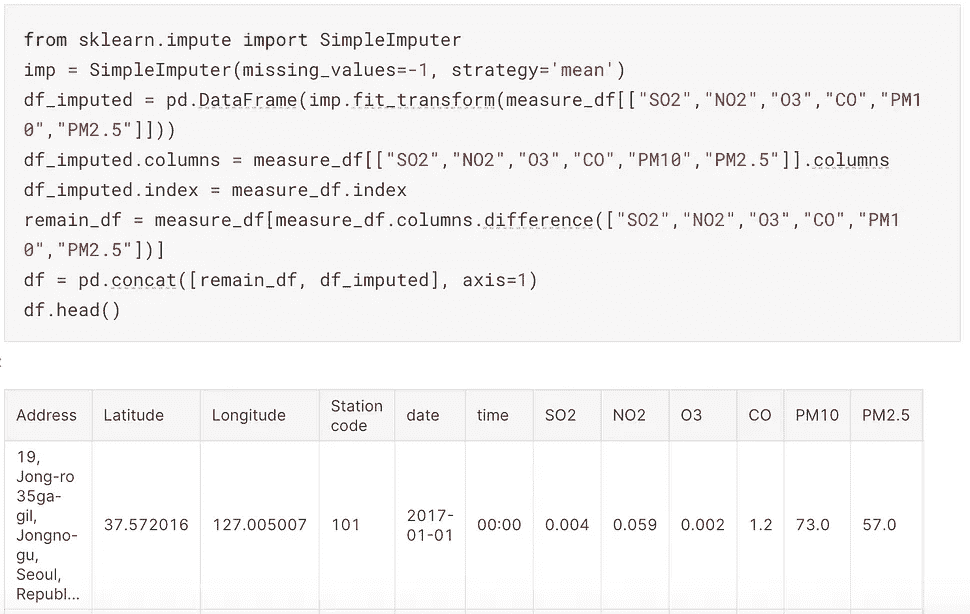 from sklearn.impute import SimpleImputer
imp = SimpleImputer(missing_values=-1, strategy='mean')
df_imputed = pd.DataFrame(imp.fit_transform(measure_df[["SO2","NO2","O3","CO","PM1
0","PM2.5"]]))
df_imputed.columns = measure_df[["SO2","NO2","O3","CO","PM10","PM2.5"]].columns
df_imputed.index = measure_df.index
remain_df = measure_df[measure_df.columns.difference(["SO2","NO2","O3","CO","PM1
0","PM2.5"])]
df = pd.concat([remain_df, df_imputed], axis=1)
df.head()
:
Address Latitude Longitude Station code date time SO2 NO2 O3 CO PM10 PM2.5
19,
Jong-ro
35ga-
gil,
Jongno-
gu,
Seoul,
Republ...
37.572016 127.005007 101 2017-01-01 00:00 0.004 0.059 0.002 1.2 73.0 57.0